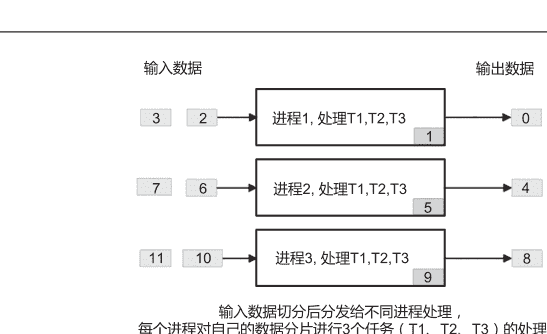 输入数据 输出数据
3 2 进程1, 处理T1,T2,T3 0
1
7 6 进程2, 处理T1,T2,T3 4
5
11 10 进程3, 处理T1,T2,T3 8
9
输入数据切分后分发给不同进程处理，
每个进程对自己的数据分片进行3个任务（T1、T2、T3）的处理